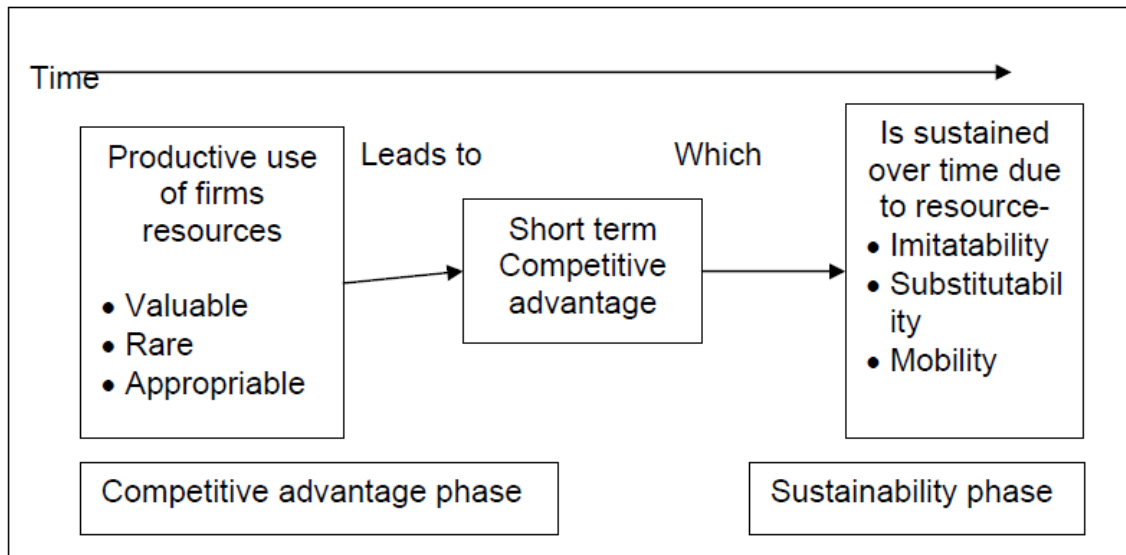 Time
Productive use
of firms
resources
• Valuable
• Rare
• Appropriable
Leads to
Short term
Competitive
advantage
Which
Is sustained
over time due
to resource-
• Imitatability
• Substitutabil
ity
• Mobility
Competitive advantage phase
Sustainability phase